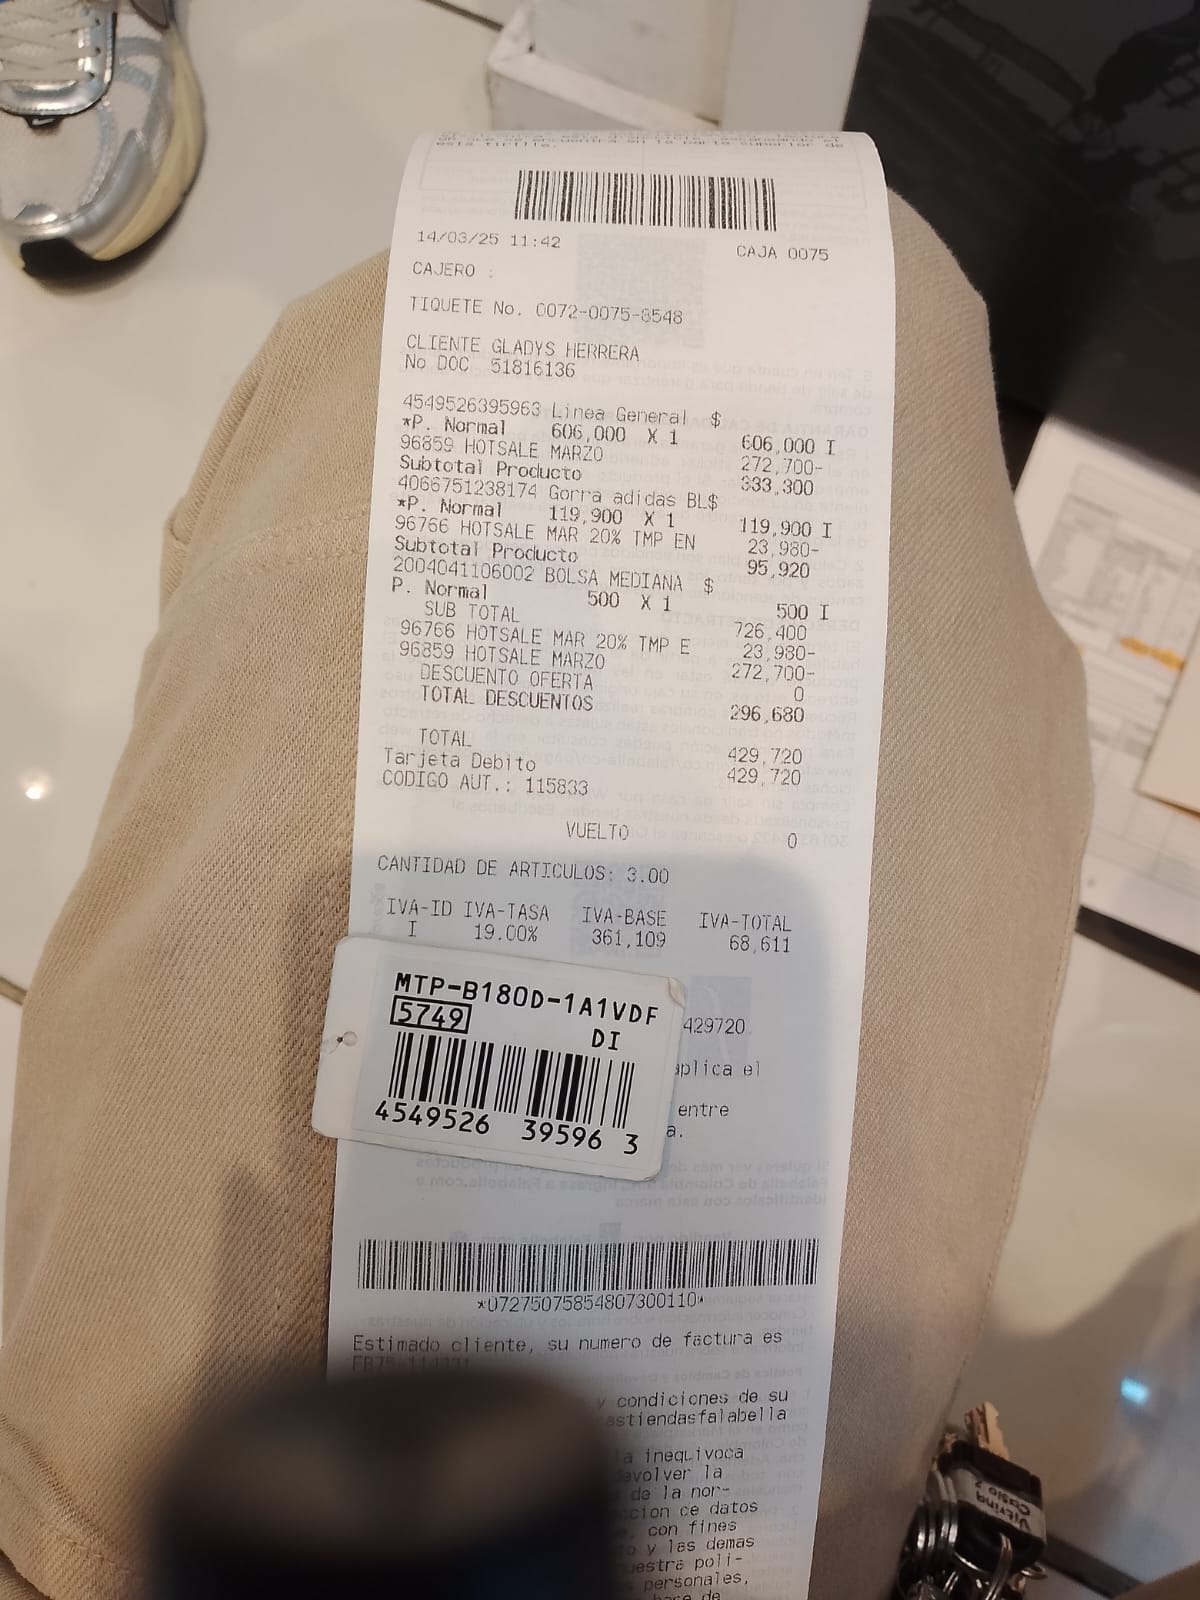 esta tirilla.
14/03/25 11:42 CAJA 0075
CAJERO :
TIQUETE No. 0072-0075-8548
CLIENTE GLADYS HERRERA
No DOC 51816136
4549526395963 Linea General $
*P. Normal 606,000 X 1 606,000 I
96859 HOTSALE MARZO 272,700-
Subtotal Producto 333,300
4066751238174 Gorra adidas BL$
*P. Normal 119,900 X 1 119,900 I
96766 HOTSALE MAR 20% TMP EN 23,980-
Subtotal Producto 95,920
2004041106002 BOLSA MEDIANA $
P. Normal 500 X 1 500 I
SUB TOTAL 726,400
96766 HOTSALE MAR 20% TMP E 23,980-
96859 HOTSALE MARZO 272,700-
DESCUENTO OFERTA 0
TOTAL DESCUENTOS 296,680
TOTAL 429,720
Tarjeta Debito 429,720
CODIGO AUT.: 115833
VUELTO 0
CANTIDAD DE ARTICULOS: 3.00
IVA-ID IVA-TASA IVA-BASE IVA-TOTAL
I 19.00% 361,109 68,611
MTP-B180D-1A1VDF
5749
DI
4549526 39596 3
429720
aplica el
entre
a.
*07275075854807300110*
Estimado cliente, su numero de factura es
y condiciones de su
astiendasfalabella
la inequivoca
devolver la
de la nor-
ccion de datos
, con fines
o y las demas
uestra poli-
personales,
de
Vitrina
Casio 2